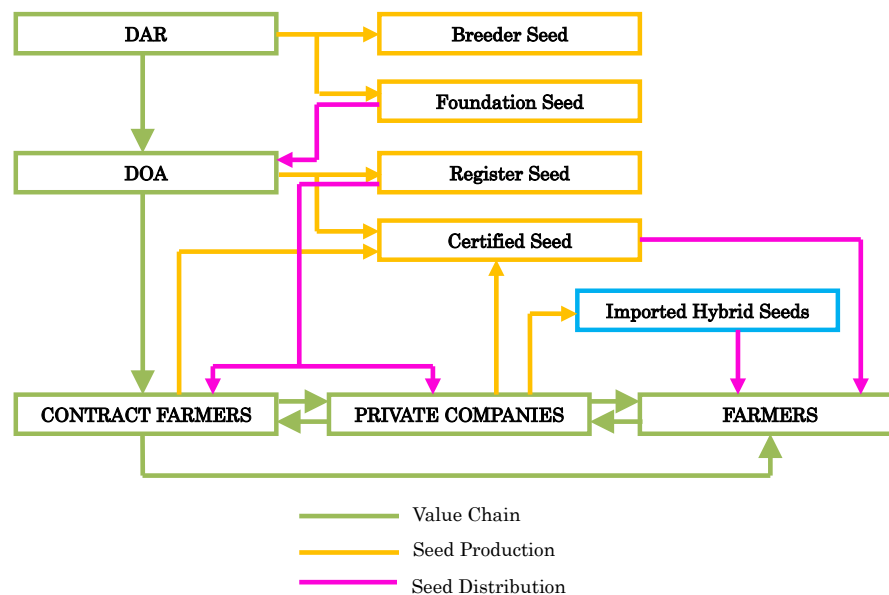 DAR
Breeder Seed
Foundation Seed
DOA
Register Seed
Certified Seed
Imported Hybrid Seeds
CONTRACT FARMERS
PRIVATE COMPANIES
FARMERS
Value Chain
Seed Production
Seed Distribution